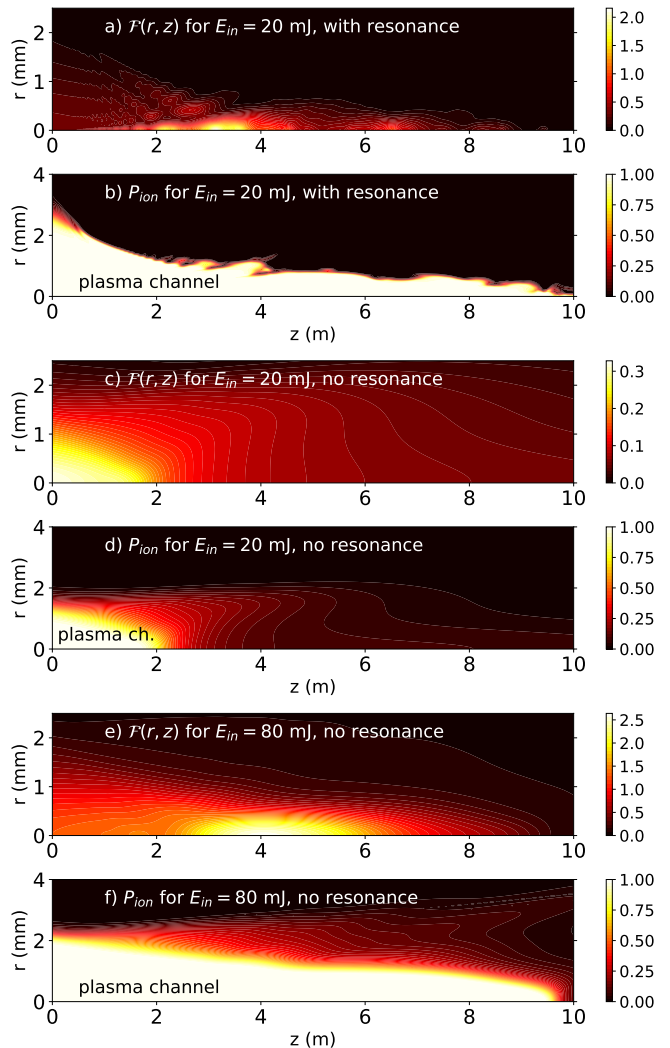 a) ℱ(r, z) for E_in = 20 mJ, with resonance
r (mm)
2
1
0
0 2 4 6 8 10
2.0
1.5
1.0
0.5
0.0
b) P_ion for E_in = 20 mJ, with resonance
plasma channel
r (mm)
4
2
0
0 2 4 6 8 10
z (m)
1.00
0.75
0.50
0.25
0.00
c) ℱ(r, z) for E_in = 20 mJ, no resonance
r (mm)
2
1
0
0 2 4 6 8 10
0.3
0.2
0.1
0.0
d) P_ion for E_in = 20 mJ, no resonance
plasma ch.
r (mm)
4
2
0
0 2 4 6 8 10
z (m)
1.00
0.75
0.50
0.25
0.00
e) ℱ(r, z) for E_in = 80 mJ, no resonance
r (mm)
2
1
0
0 2 4 6 8 10
2.5
2.0
1.5
1.0
0.5
0.0
f) P_ion for E_in = 80 mJ, no resonance
plasma channel
r (mm)
4
2
0
0 2 4 6 8 10
z (m)
1.00
0.75
0.50
0.25
0.00